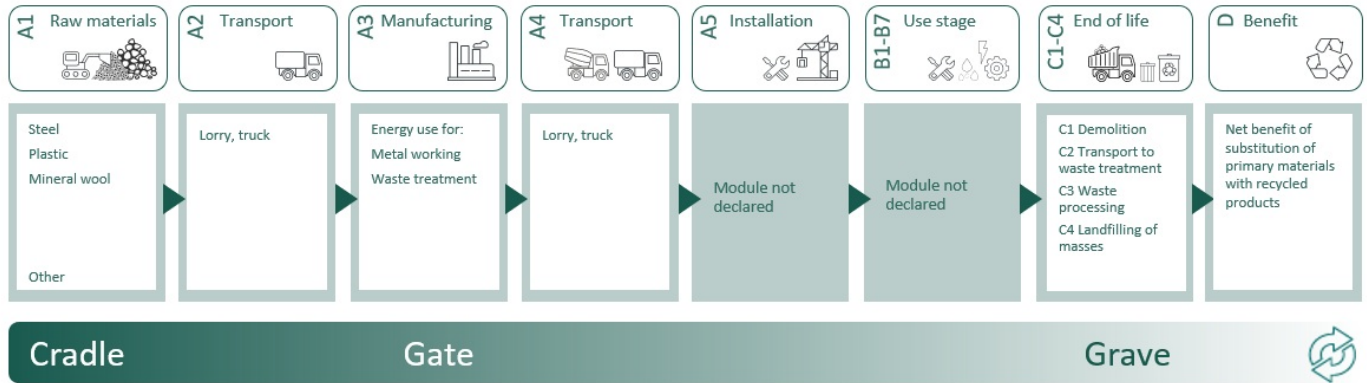 A1 Raw materials
A2 Transport
A3 Manufacturing
A4 Transport
A5 Installation
B1-B7 Use stage
C1-C4 End of life
D Benefit
Steel
Plastic
Mineral wool
Other
Lorry, truck
Energy use for:
Metal working
Waste treatment
Lorry, truck
Module not
declared
Module not
declared
C1 Demolition
C2 Transport to
waste treatment
C3 Waste
processing
C4 Landfilling of
masses
Net benefit of
substitution of
primary materials
with recycled
products
Cradle
Gate
Grave